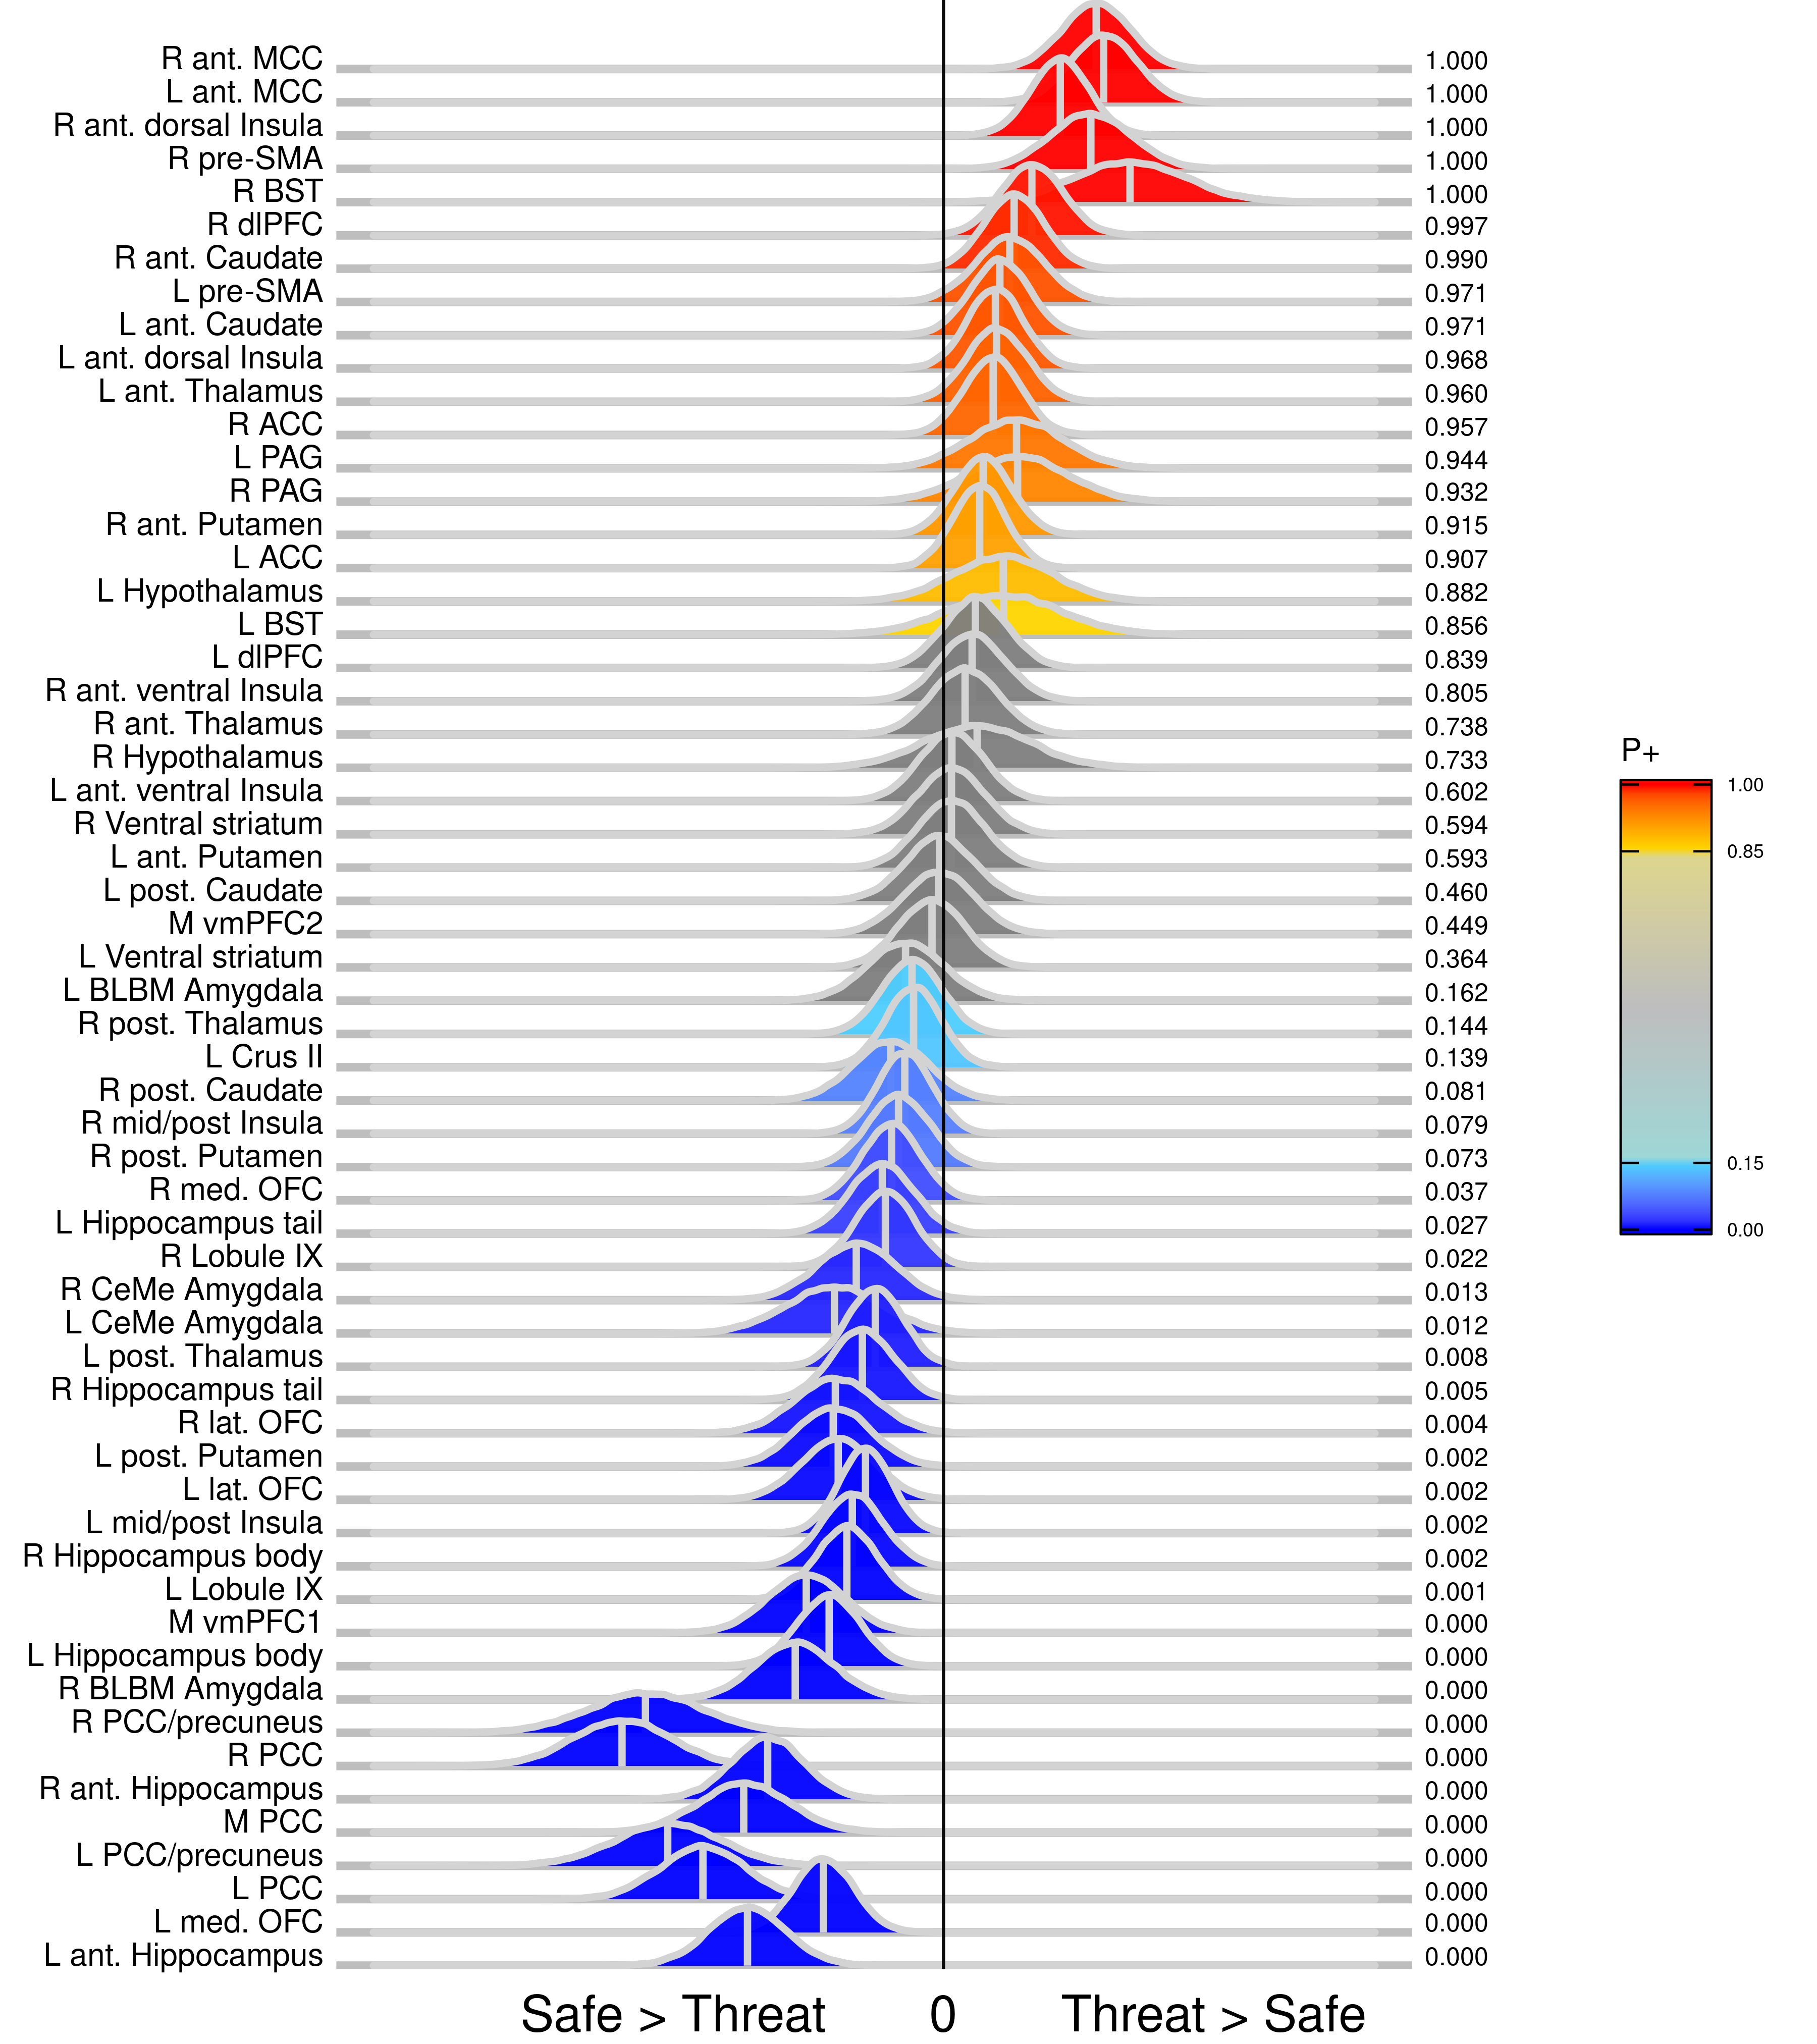 R ant. MCC 1.000
L ant. MCC 1.000
R ant. dorsal Insula 1.000
R pre-SMA 1.000
R BST 1.000
R dlPFC 0.997
R ant. Caudate 0.990
L pre-SMA 0.971
L ant. Caudate 0.971
L ant. dorsal Insula 0.968
L ant. Thalamus 0.960
R ACC 0.957
L PAG 0.944
R PAG 0.932
R ant. Putamen 0.915
L ACC 0.907
L Hypothalamus 0.882
L BST 0.856
L dlPFC 0.839
R ant. ventral Insula 0.805
R ant. Thalamus 0.738
R Hypothalamus 0.733
L ant. ventral Insula 0.602
R Ventral striatum 0.594
L ant. Putamen 0.593
L post. Caudate 0.460
M vmPFC2 0.449
L Ventral striatum 0.364
L BLBM Amygdala 0.162
R post. Thalamus 0.144
L Crus II 0.139
R post. Caudate 0.081
R mid/post Insula 0.079
R post. Putamen 0.073
R med. OFC 0.037
L Hippocampus tail 0.027
R Lobule IX 0.022
R CeMe Amygdala 0.013
L CeMe Amygdala 0.012
L post. Thalamus 0.008
R Hippocampus tail 0.005
R lat. OFC 0.004
L post. Putamen 0.002
L lat. OFC 0.002
L mid/post Insula 0.002
R Hippocampus body 0.002
L Lobule IX 0.001
M vmPFC1 0.000
L Hippocampus body 0.000
R BLBM Amygdala 0.000
R PCC/precuneus 0.000
R PCC 0.000
R ant. Hippocampus 0.000
M PCC 0.000
L PCC/precuneus 0.000
L PCC 0.000
L med. OFC 0.000
L ant. Hippocampus 0.000
Safe > Threat 0 Threat > Safe
P+
1.00
0.85
0.15
0.00